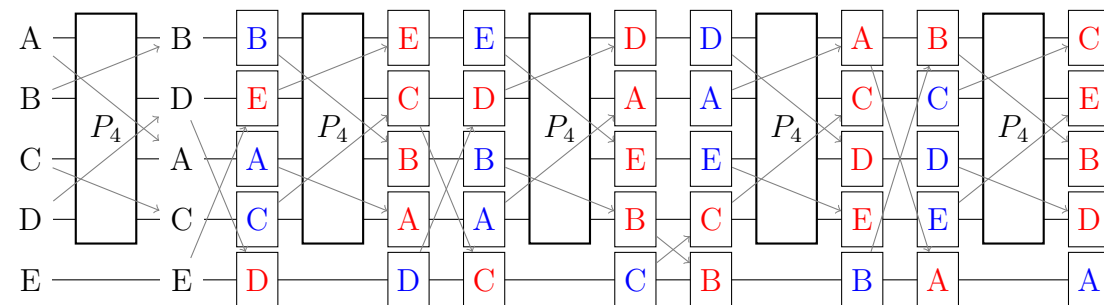 A B B E E D D A B C
B D E C D A A C C E
P₄ P₄ P₄ P₄ P₄
C A A B B E E D D B
D C C A A B C E E D
E E D D C C B B A A